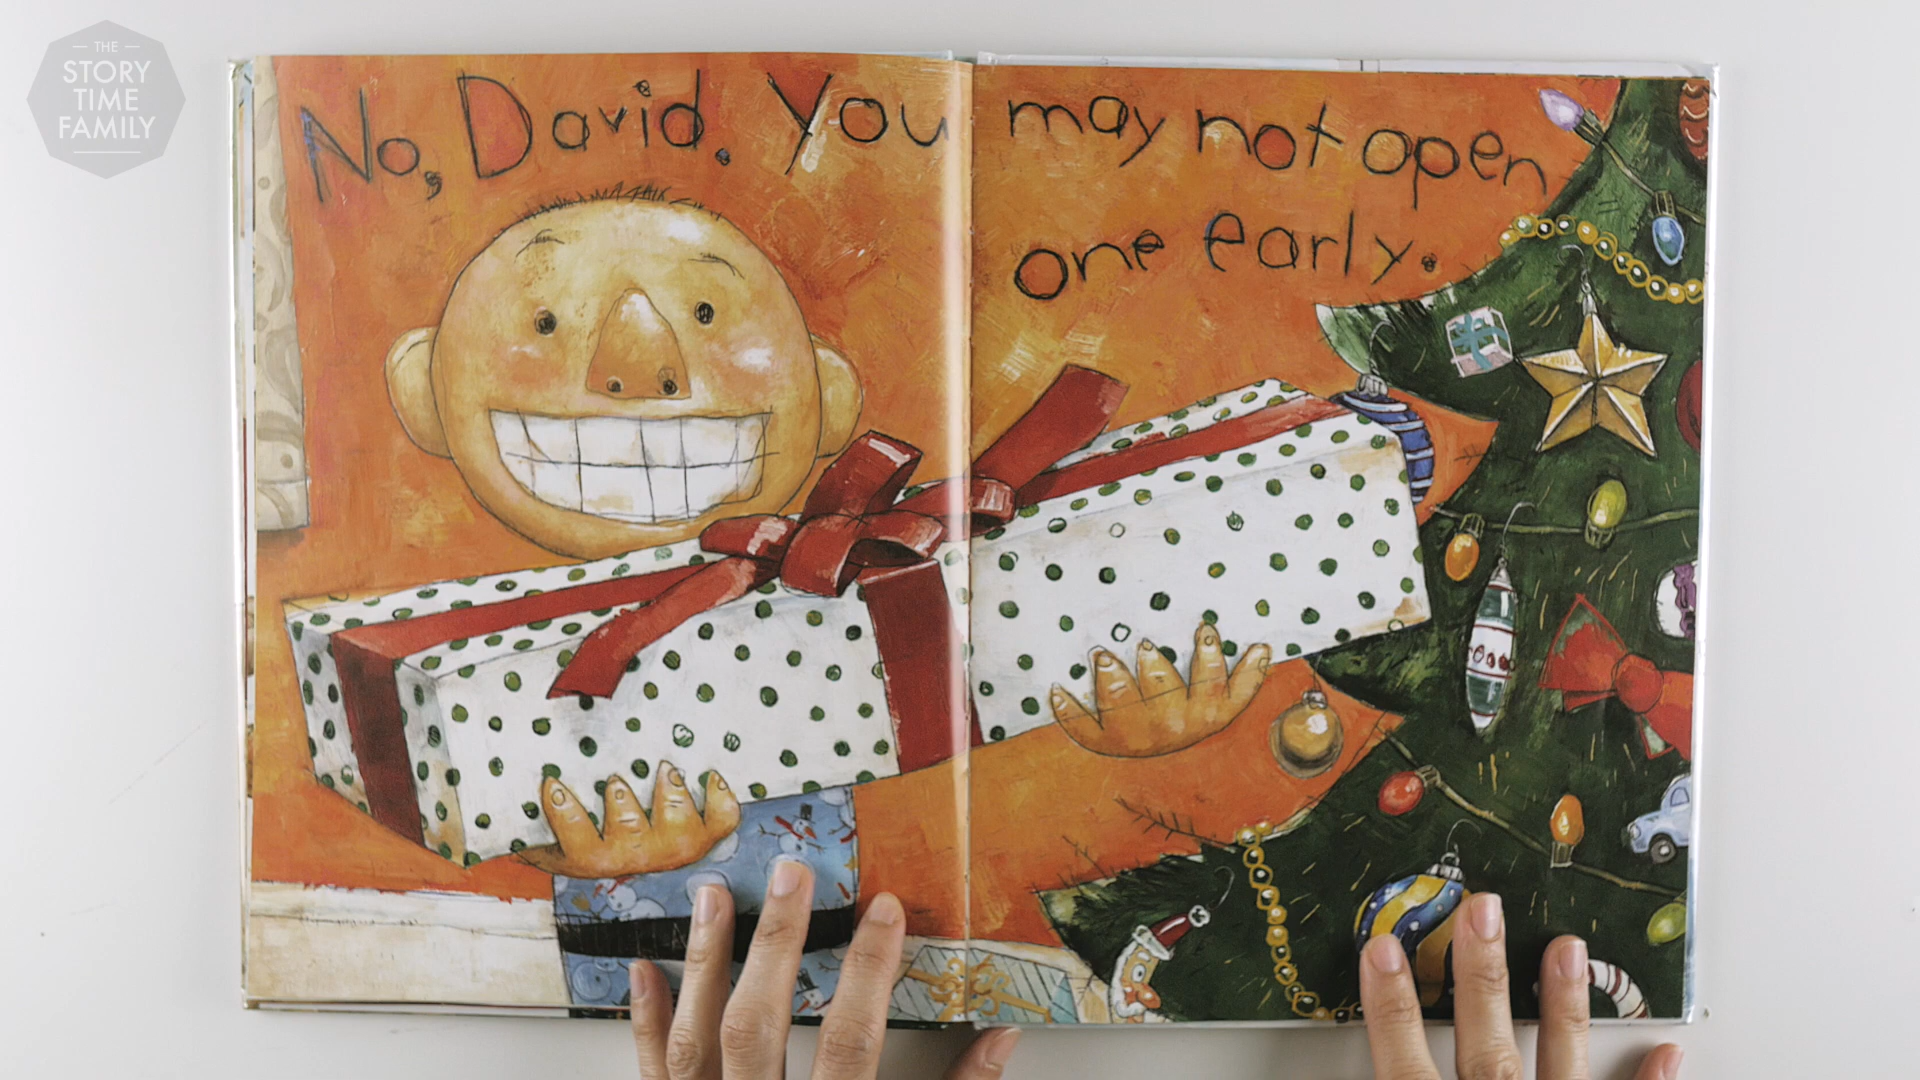 THE
STORY
TIME
FAMILY
No, David. You may not open
one early.